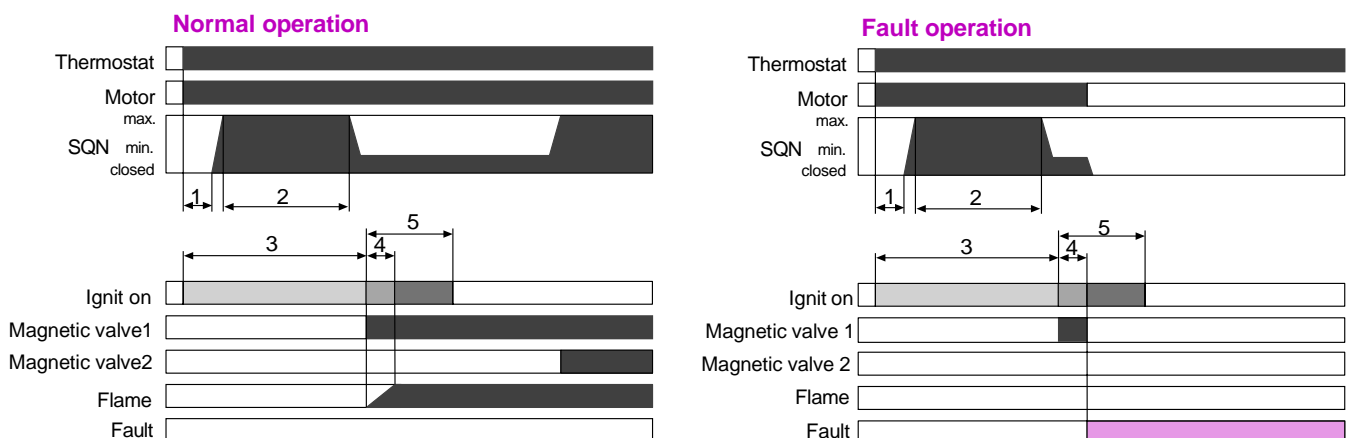 Normal operation
Thermostat
Motor
max.
SQN min.
closed
1 2
5
3 4
Ignit on
Magnetic valve1
Magnetic valve2
Flame
Fault
Fault operation
Thermostat
Motor
max.
SQN min.
closed
1 2
5
3 4
Ignit on
Magnetic valve 1
Magnetic valve 2
Flame
Fault